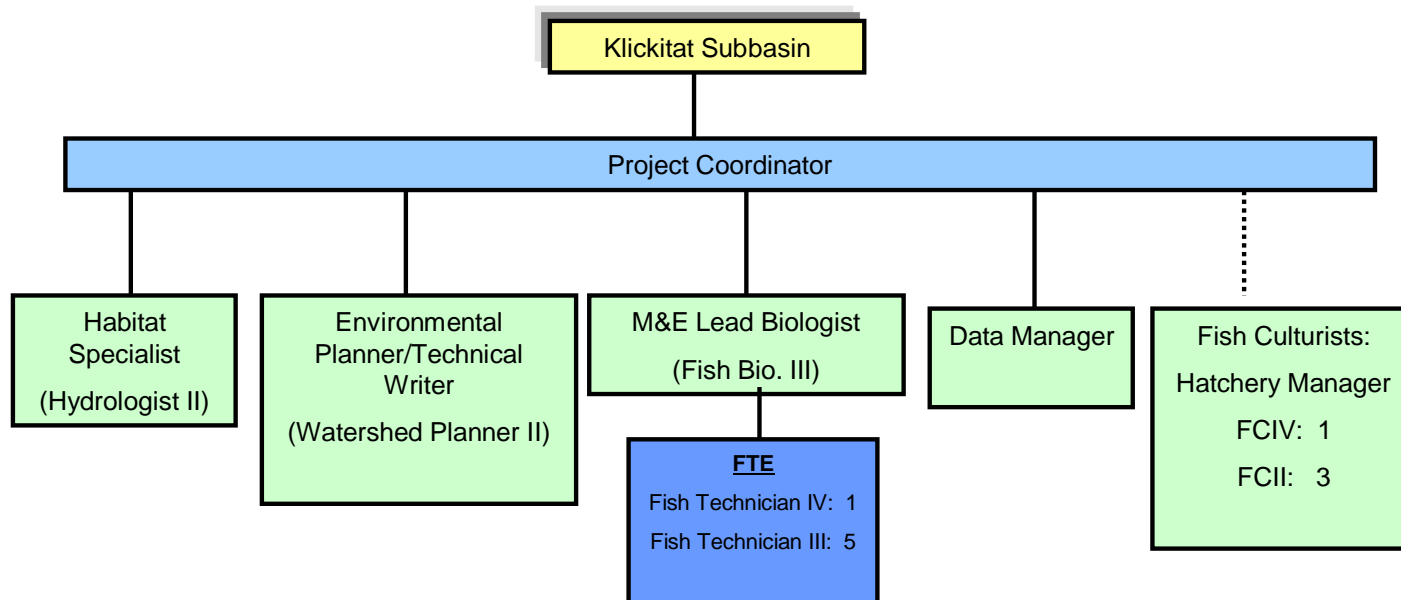 Klickitat Subbasin
Project Coordinator
Habitat
Specialist
(Hydrologist II)
Environmental
Planner/Technical
Writer
(Watershed Planner II)
M&E Lead Biologist
(Fish Bio. III)
FTE
Fish Technician IV: 1
Fish Technician III: 5
Data Manager
Fish Culturists:
Hatchery Manager
FCIV: 1
FCII: 3